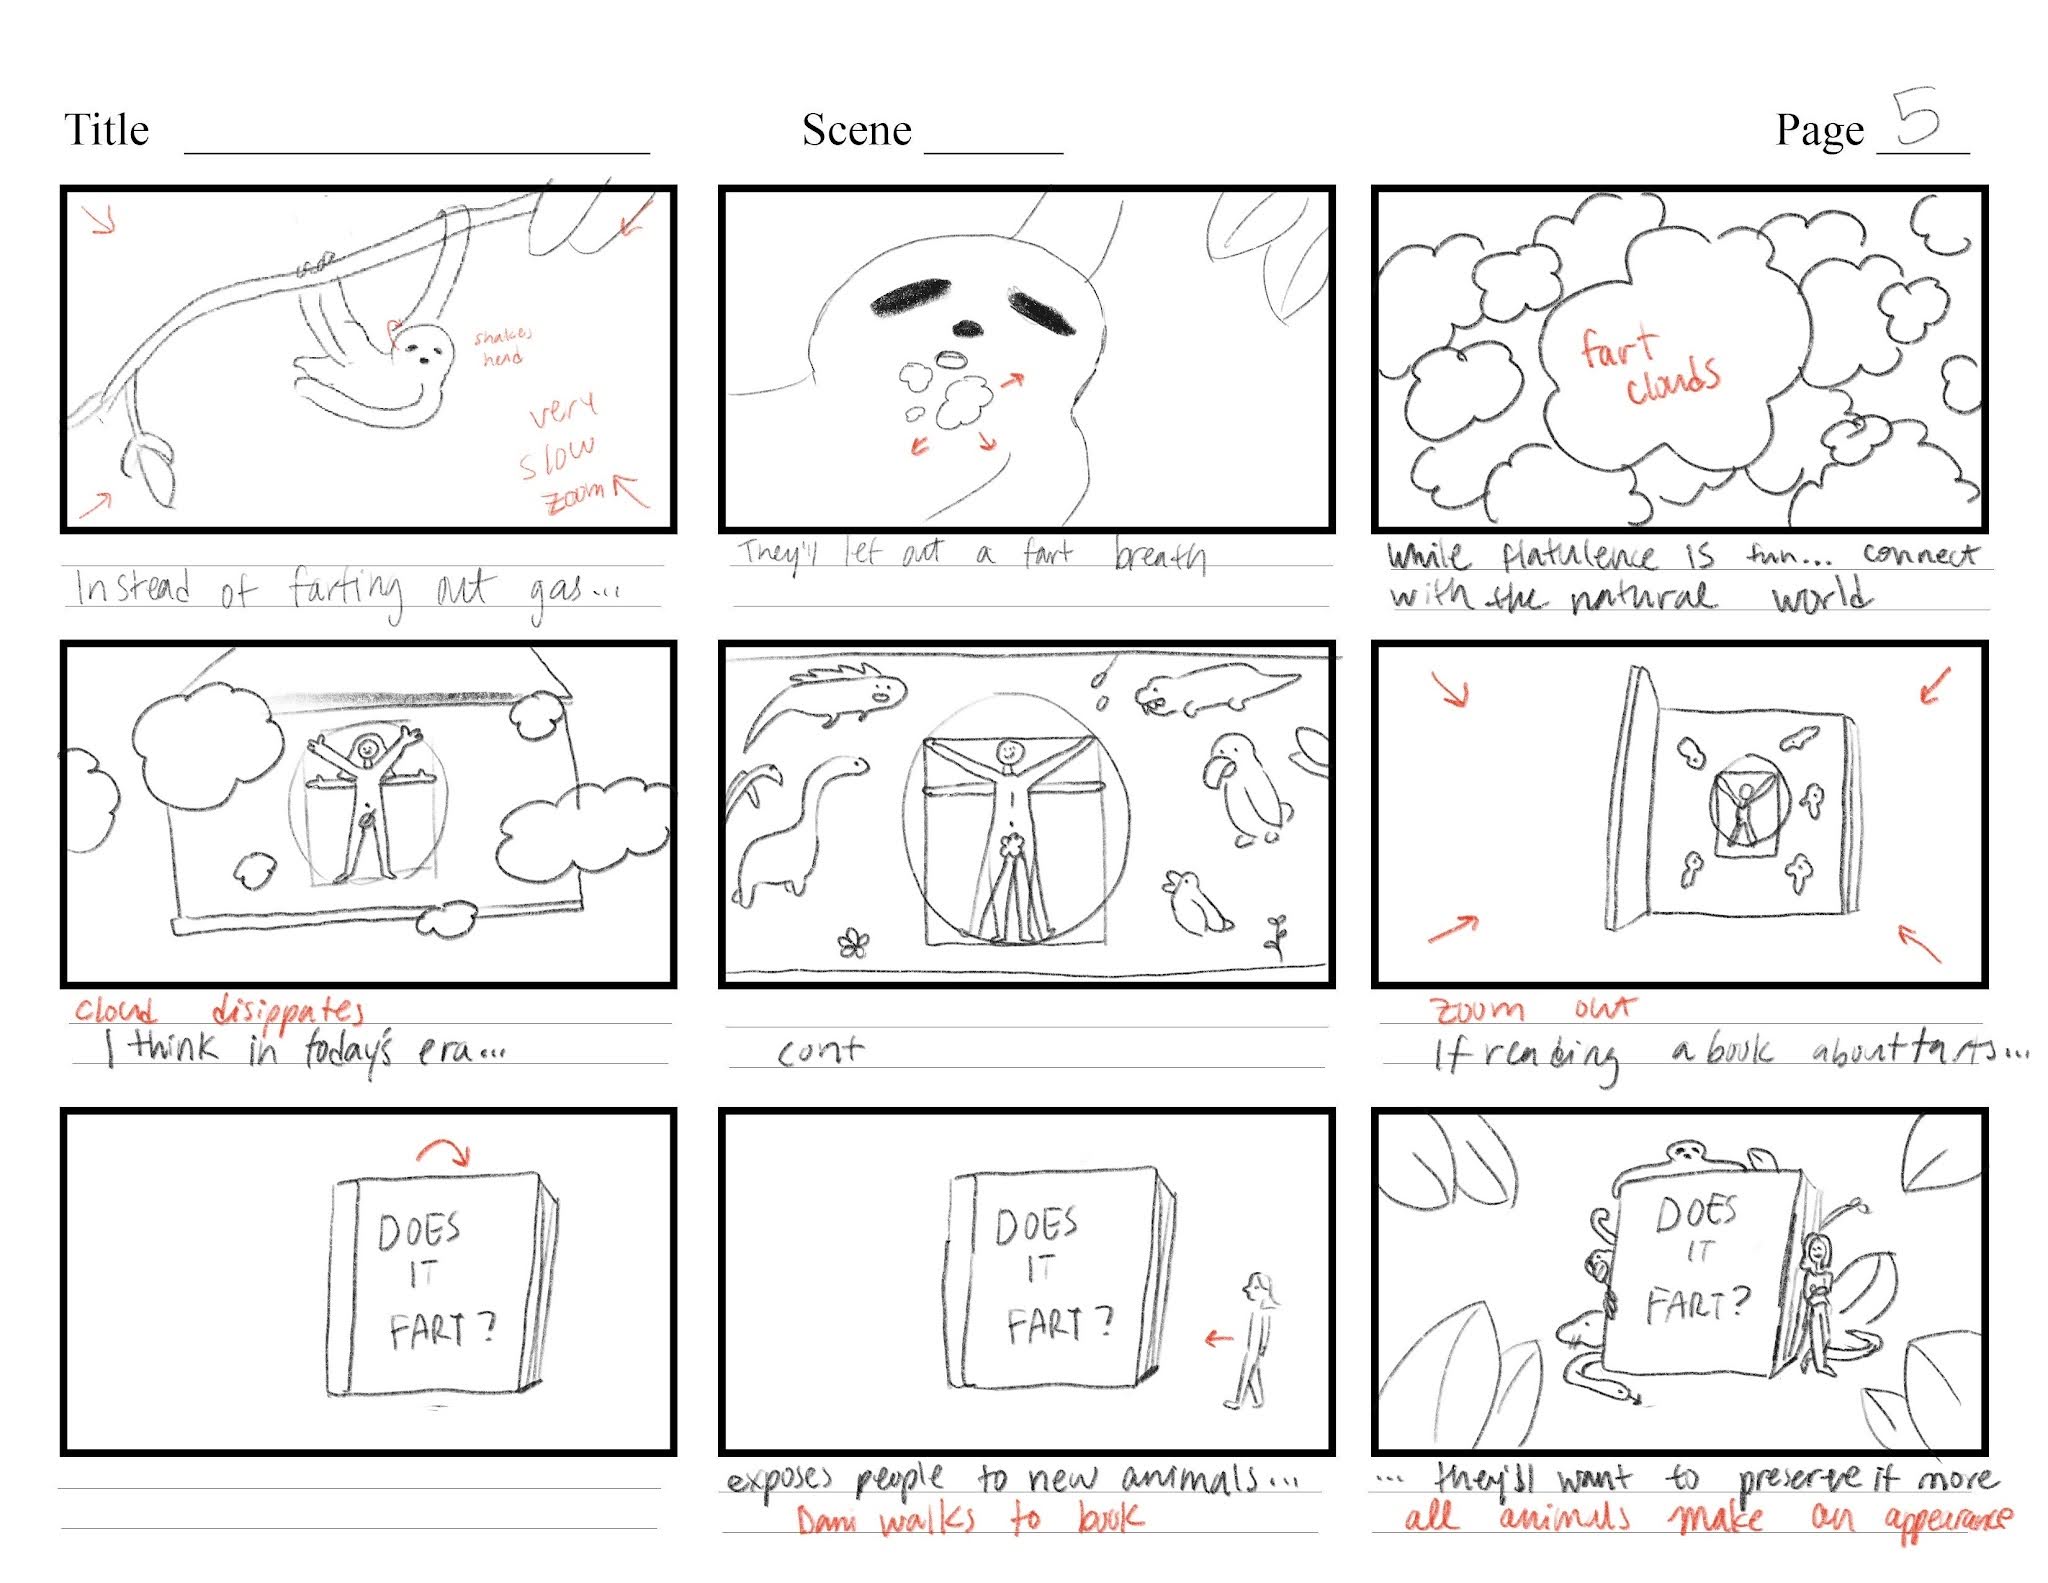 Title
Scene
Page 5
shakes
head
very
slow
zoom
fart
clouds
Instead of farting out gas...
They'll let out a fart breath
While flatulence is fun... connect
with the natural world
cloud disippates
I think in today's era...
cont
zoom out
If reading a book about farts...
DOES
IT
FART?
DOES
IT
FART?
DOES
IT
FART?
exposes people to new animals...
Dani walks to book
... they'll want to preserve it more
all animals make an appearance